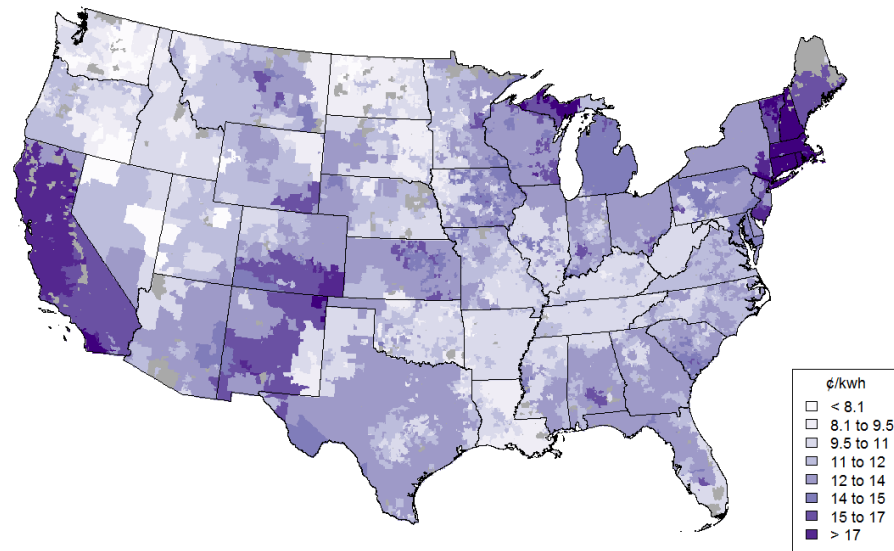 ¢/kwh
< 8.1
8.1 to 9.5
9.5 to 11
11 to 12
12 to 14
14 to 15
15 to 17
> 17